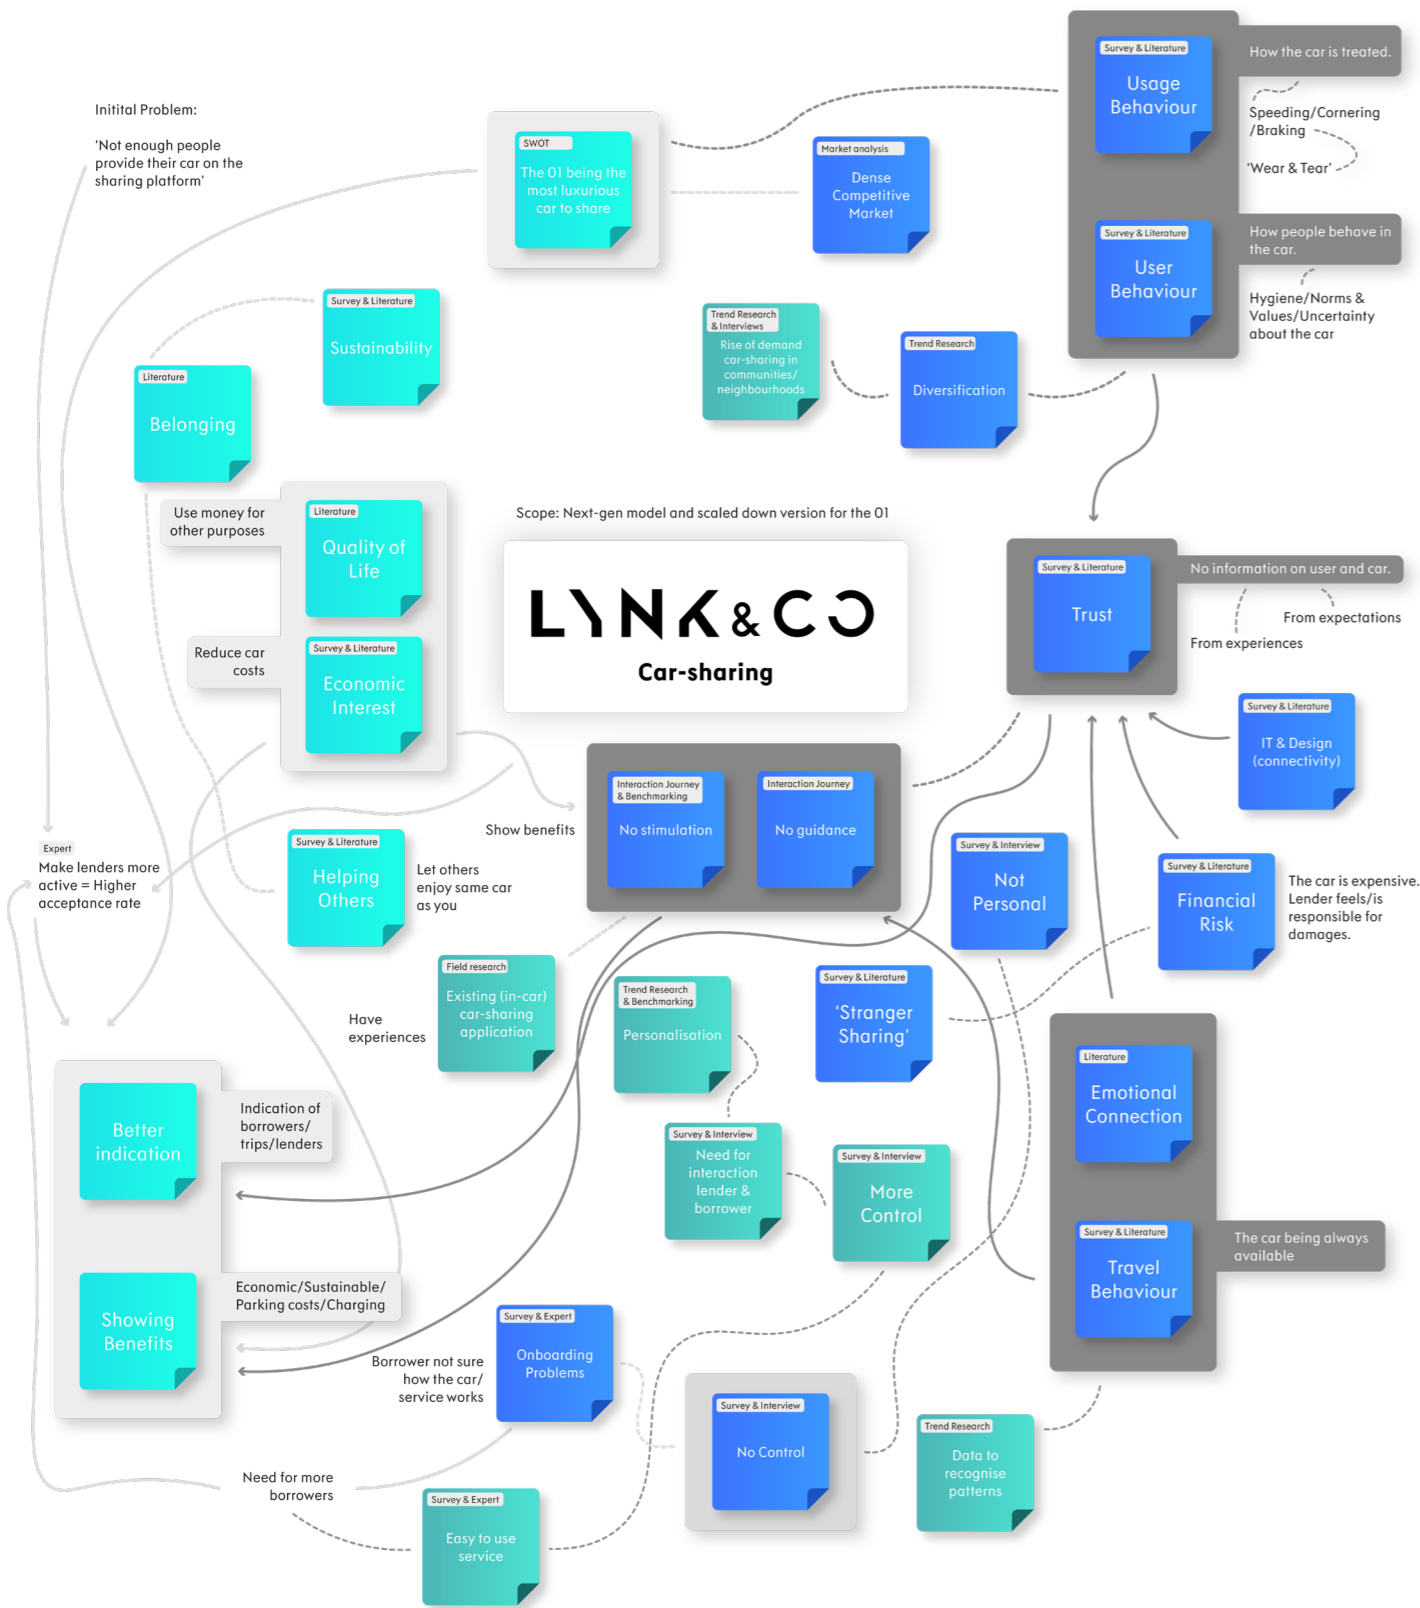 Survey & Literature
Usage
Behaviour
How the car is treated.
Speeding/Cornering
/Braking
'Wear & Tear'
Initital Problem:
'Not enough people
provide their car on the
sharing platform'
SWOT
The 01 being the
most luxurious
car to share
Market analysis
Dense
Competitive
Market
Survey & Literature
User
Behaviour
How people behave in
the car.
Hygiene/Norms &
Values/Uncertainty
about the car
Survey & Literature
Sustainability
Literature
Belonging
Trend Research
& Interviews
Rise of demand
car-sharing in
communities/
neighbourhoods
Trend Research
Diversification
Use money for
other purposes
Literature
Quality of
Life
Reduce car
costs
Survey & Literature
Economic
Interest
Scope: Next-gen model and scaled down version for the 01
LYNK & CO
Car-sharing
Survey & Literature
Trust
No information on user and car.
From expectations
From experiences
Survey & Literature
IT & Design
(connectivity)
Interaction Journey
& Benchmarking
No stimulation
Interaction Journey
No guidance
Show benefits
Expert
Make lenders more
active = Higher
acceptance rate
Survey & Literature
Helping
Others
Let others
enjoy same car
as you
Survey & Interview
Not
Personal
Survey & Literature
Financial
Risk
The car is expensive.
Lender feels/is
responsible for
damages.
Field research
Existing (in-car)
car-sharing
application
Have
experiences
Trend Research
& Benchmarking
Personalisation
Survey & Literature
'Stranger
Sharing'
Better
indication
Indication of
borrowers/
trips/lenders
Literature
Emotional
Connection
Survey & Interview
Need for
interaction
lender &
borrower
Survey & Interview
More
Control
Survey & Literature
Travel
Behaviour
The car being always
available
Showing
Benefits
Economic/Sustainable/
Parking costs/Charging
Survey & Expert
Onboarding
Problems
Borrower not sure
how the car/
service works
Survey & Interview
No Control
Trend Research
Data to
recognise
patterns
Need for more
borrowers
Survey & Expert
Easy to use
service